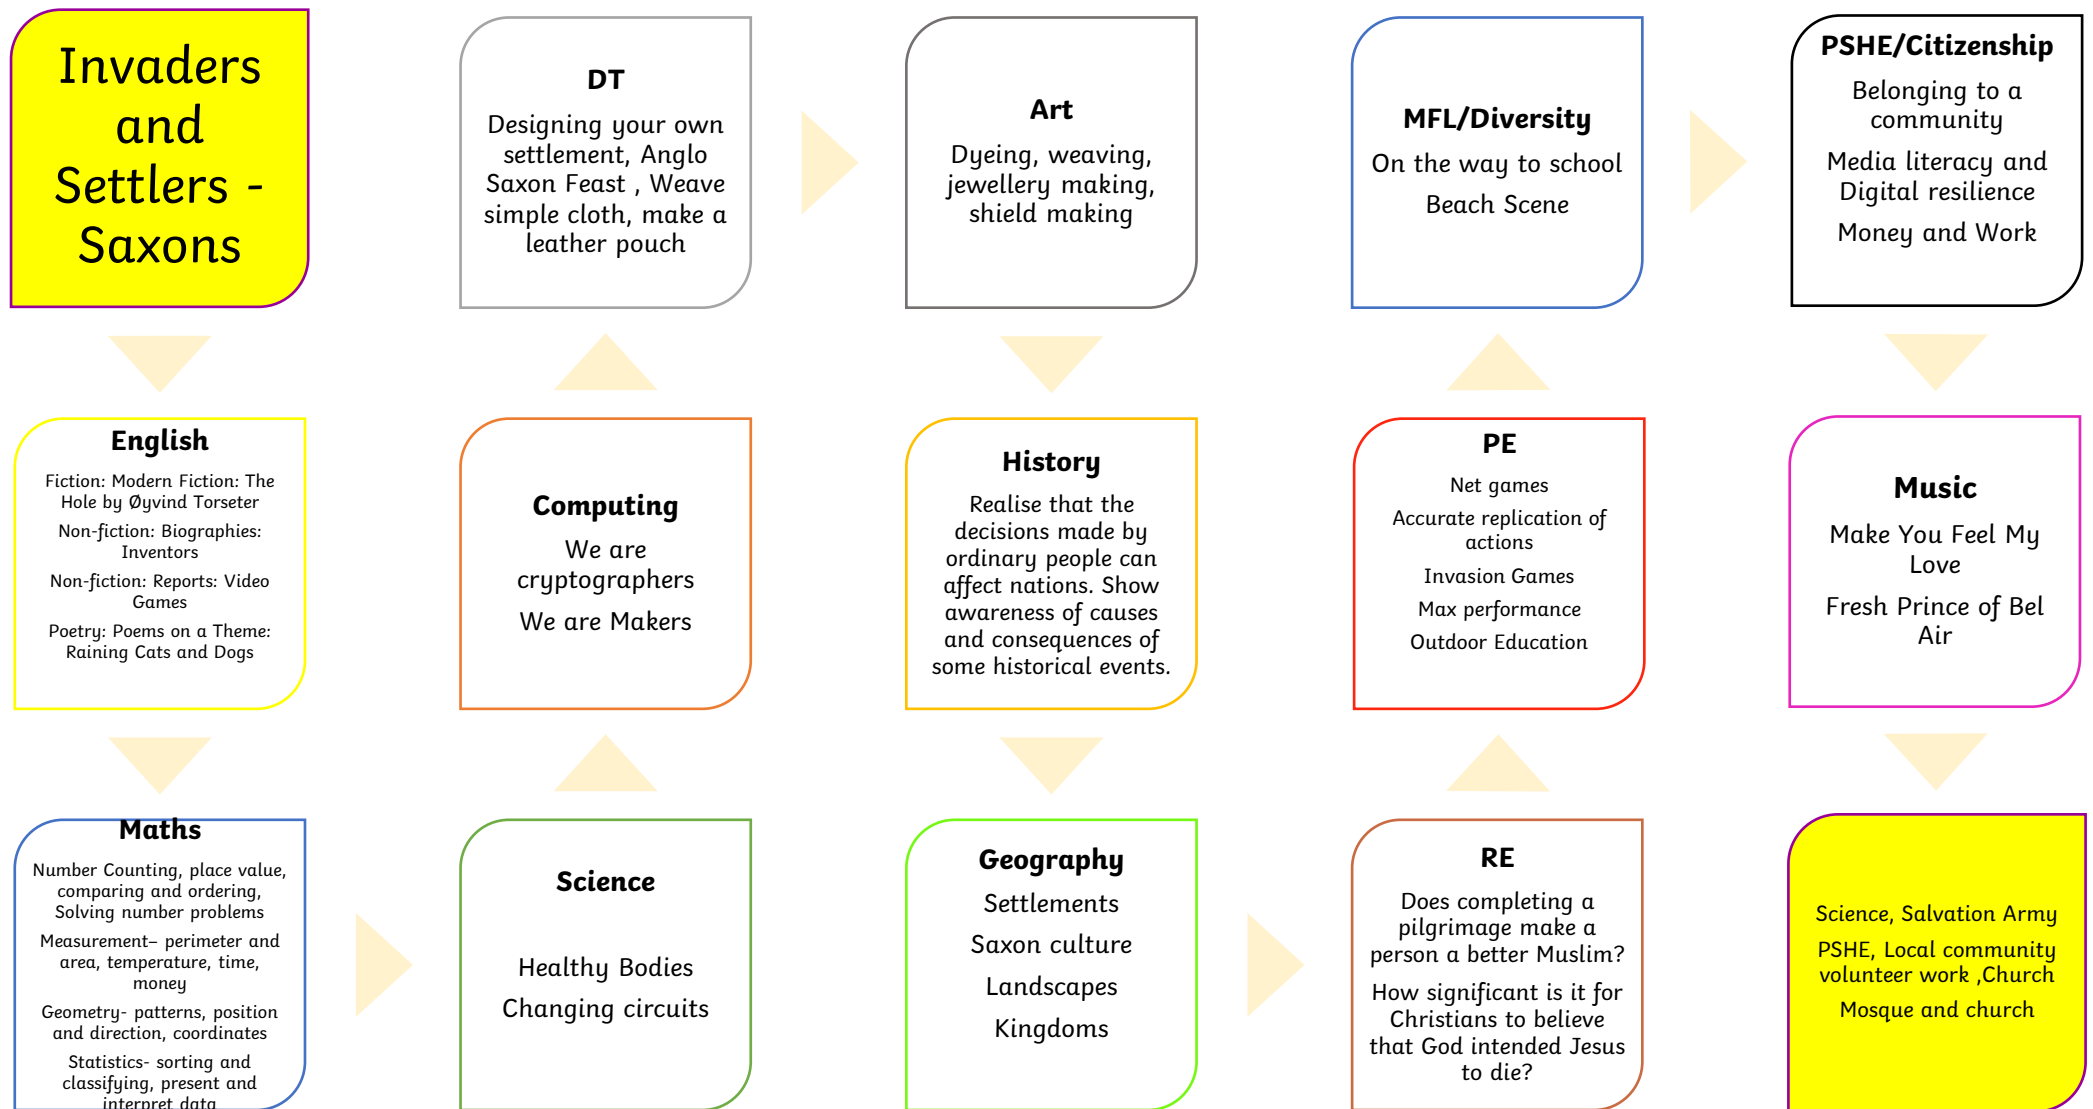 Invaders
and
Settlers -
Saxons
English
Fiction: Modern Fiction: The
Hole by Øyvind Torseter
Non-fiction: Biographies:
Inventors
Non-fiction: Reports: Video
Games
Poetry: Poems on a Theme:
Raining Cats and Dogs
Maths
Number Counting, place value,
comparing and ordering,
Solving number problems
Measurement– perimeter and
area, temperature, time,
money
Geometry- patterns, position
and direction, coordinates
Statistics- sorting and
classifying, present and
interpret data
Science
Healthy Bodies
Changing circuits
Computing
We are
cryptographers
We are Makers
DT
Designing your own
settlement, Anglo
Saxon Feast , Weave
simple cloth, make a
leather pouch
Art
Dyeing, weaving,
jewellery making,
shield making
History
Realise that the
decisions made by
ordinary people can
affect nations. Show
awareness of causes
and consequences of
some historical events.
Geography
Settlements
Saxon culture
Landscapes
Kingdoms
RE
Does completing a
pilgrimage make a
person a better Muslim?
How significant is it for
Christians to believe
that God intended Jesus
to die?
PE
Net games
Accurate replication of
actions
Invasion Games
Max performance
Outdoor Education
MFL/Diversity
On the way to school
Beach Scene
PSHE/Citizenship
Belonging to a
community
Media literacy and
Digital resilience
Money and Work
Music
Make You Feel My
Love
Fresh Prince of Bel
Air
Science, Salvation Army
PSHE, Local community
volunteer work ,Church
Mosque and church